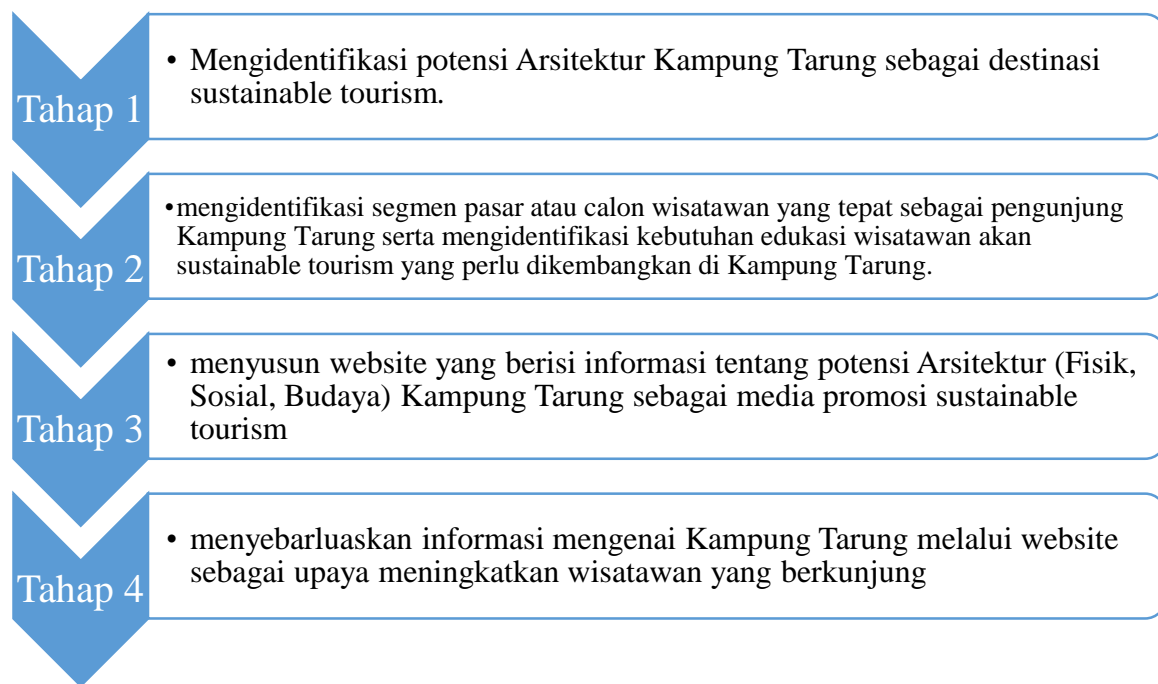 Tahap 1
• Mengidentifikasi potensi Arsitektur Kampung Tarung sebagai destinasi
sustainable tourism.
Tahap 2
•mengidentifikasi segmen pasar atau calon wisatawan yang tepat sebagai pengunjung
Kampung Tarung serta mengidentifikasi kebutuhan edukasi wisatawan akan
sustainable tourism yang perlu dikembangkan di Kampung Tarung.
Tahap 3
• menyusun website yang berisi informasi tentang potensi Arsitektur (Fisik,
Sosial, Budaya) Kampung Tarung sebagai media promosi sustainable
tourism
Tahap 4
• menyebarluaskan informasi mengenai Kampung Tarung melalui website
sebagai upaya meningkatkan wisatawan yang berkunjung